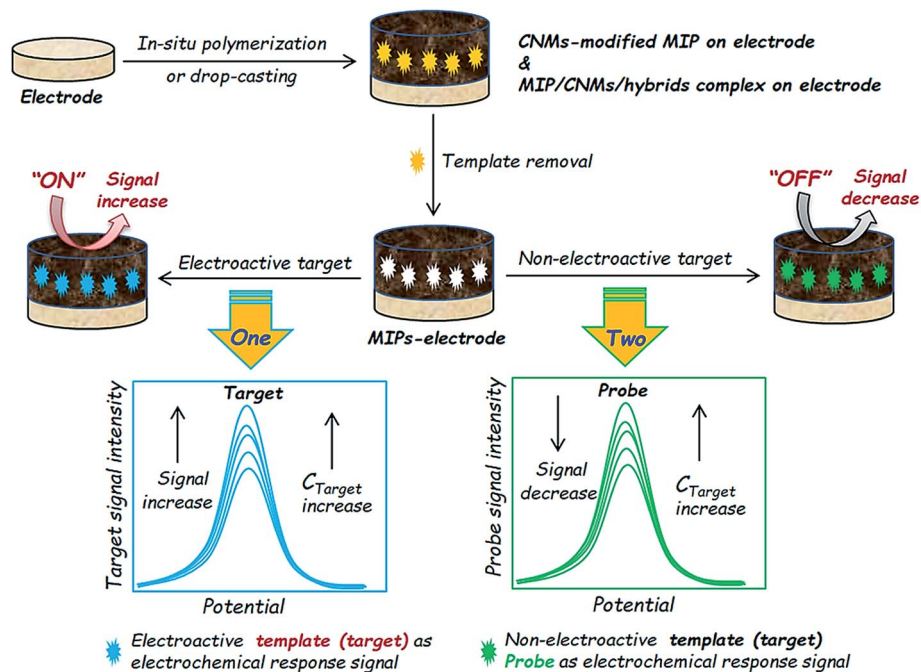 In-situ polymerization
or drop-casting
Electrode
CNMs-modified MIP on electrode
&
MIP/CNMs/hybrids complex on electrode
Template removal
"ON"
Signal
increase
"OFF"
Signal
decrease
Electroactive target
Non-electroactive target
MIPs-electrode
One
Two
Target signal intensity
Target
Signal
increase
CTarget
increase
Potential
Probe signal intensity
Probe
Signal
decrease
CTarget
increase
Potential
Electroactive template (target) as
electrochemical response signal
Non-electroactive template (target)
Probe as electrochemical response signal